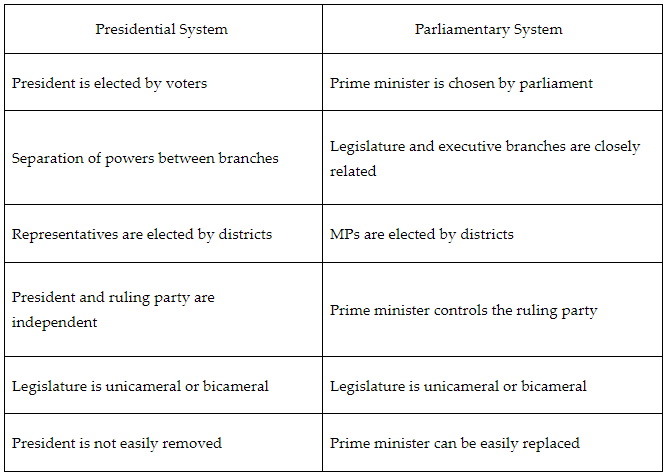 Presidential System
Parliamentary System
President is elected by voters
Prime minister is chosen by parliament
Separation of powers between branches
Legislature and executive branches are closely
related
Representatives are elected by districts
MPs are elected by districts
President and ruling party are
independent
Prime minister controls the ruling party
Legislature is unicameral or bicameral
Legislature is unicameral or bicameral
President is not easily removed
Prime minister can be easily replaced